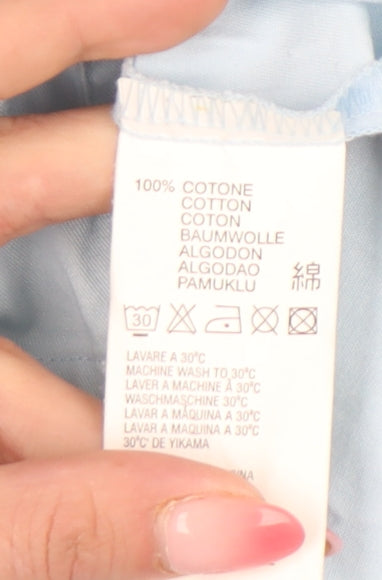 100% COTONE
COTTON
COTON
BAUMWOLLE
ALGODON
ALGODAO
PAMUKLU 綿
30
LAVARE A 30°C
MACHINE WASH TO 30°C
LAVER A MACHINE À 30°C
WASCHMASCHINE 30°C
LAVAR A MÁQUINA A 30°C
LAVAR A MAQUINA A 30°C
30°C' DE YIKAMA